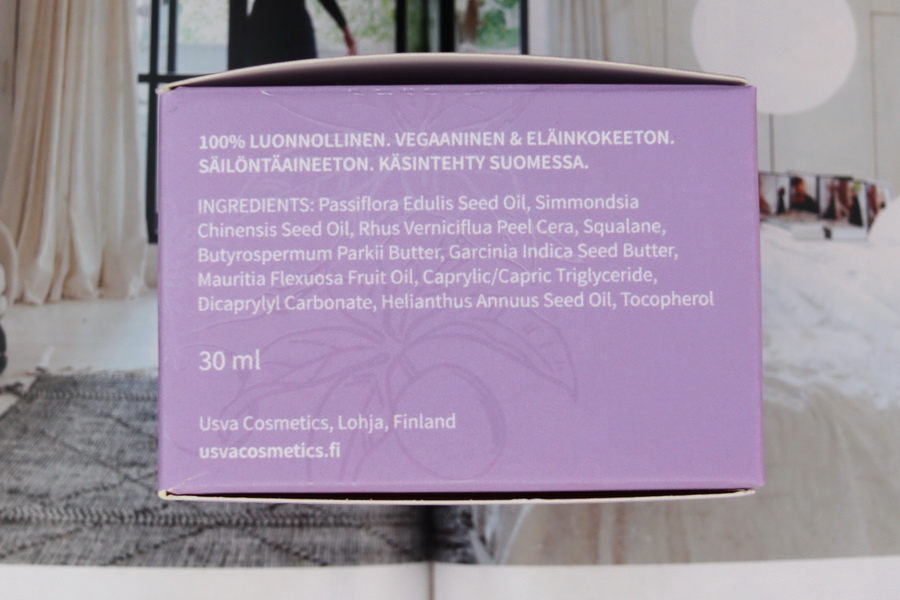 100% LUONNOLLINEN. VEGAANINEN & ELÄINKOKEETON.
SÄILÖNTÄAINEETON. KÄSINTEHTY SUOMESSA.
INGREDIENTS: Passiflora Edulis Seed Oil, Simmondsia
Chinensis Seed Oil, Rhus Verniciflua Peel Cera, Squalane,
Butyrospermum Parkii Butter, Garcinia Indica Seed Butter,
Mauritia Flexuosa Fruit Oil, Caprylic/Capric Triglyceride,
Dicaprylyl Carbonate, Helianthus Annuus Seed Oil, Tocopherol
30 ml
Usva Cosmetics, Lohja, Finland
usvacosmetics.fi